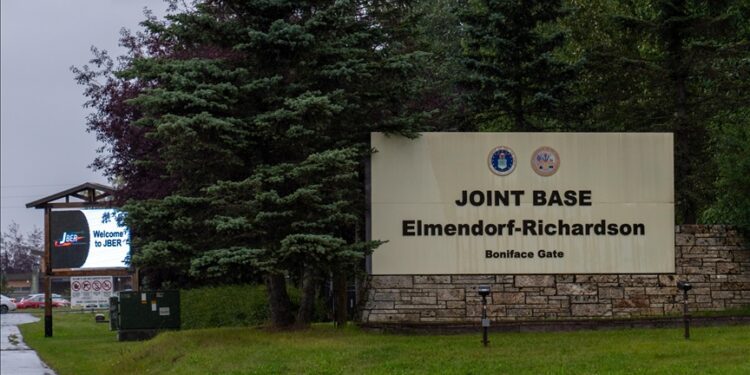 JOINT BASE
Elmendorf-Richardson
Boniface Gate
JBER
Welcome
to JBER